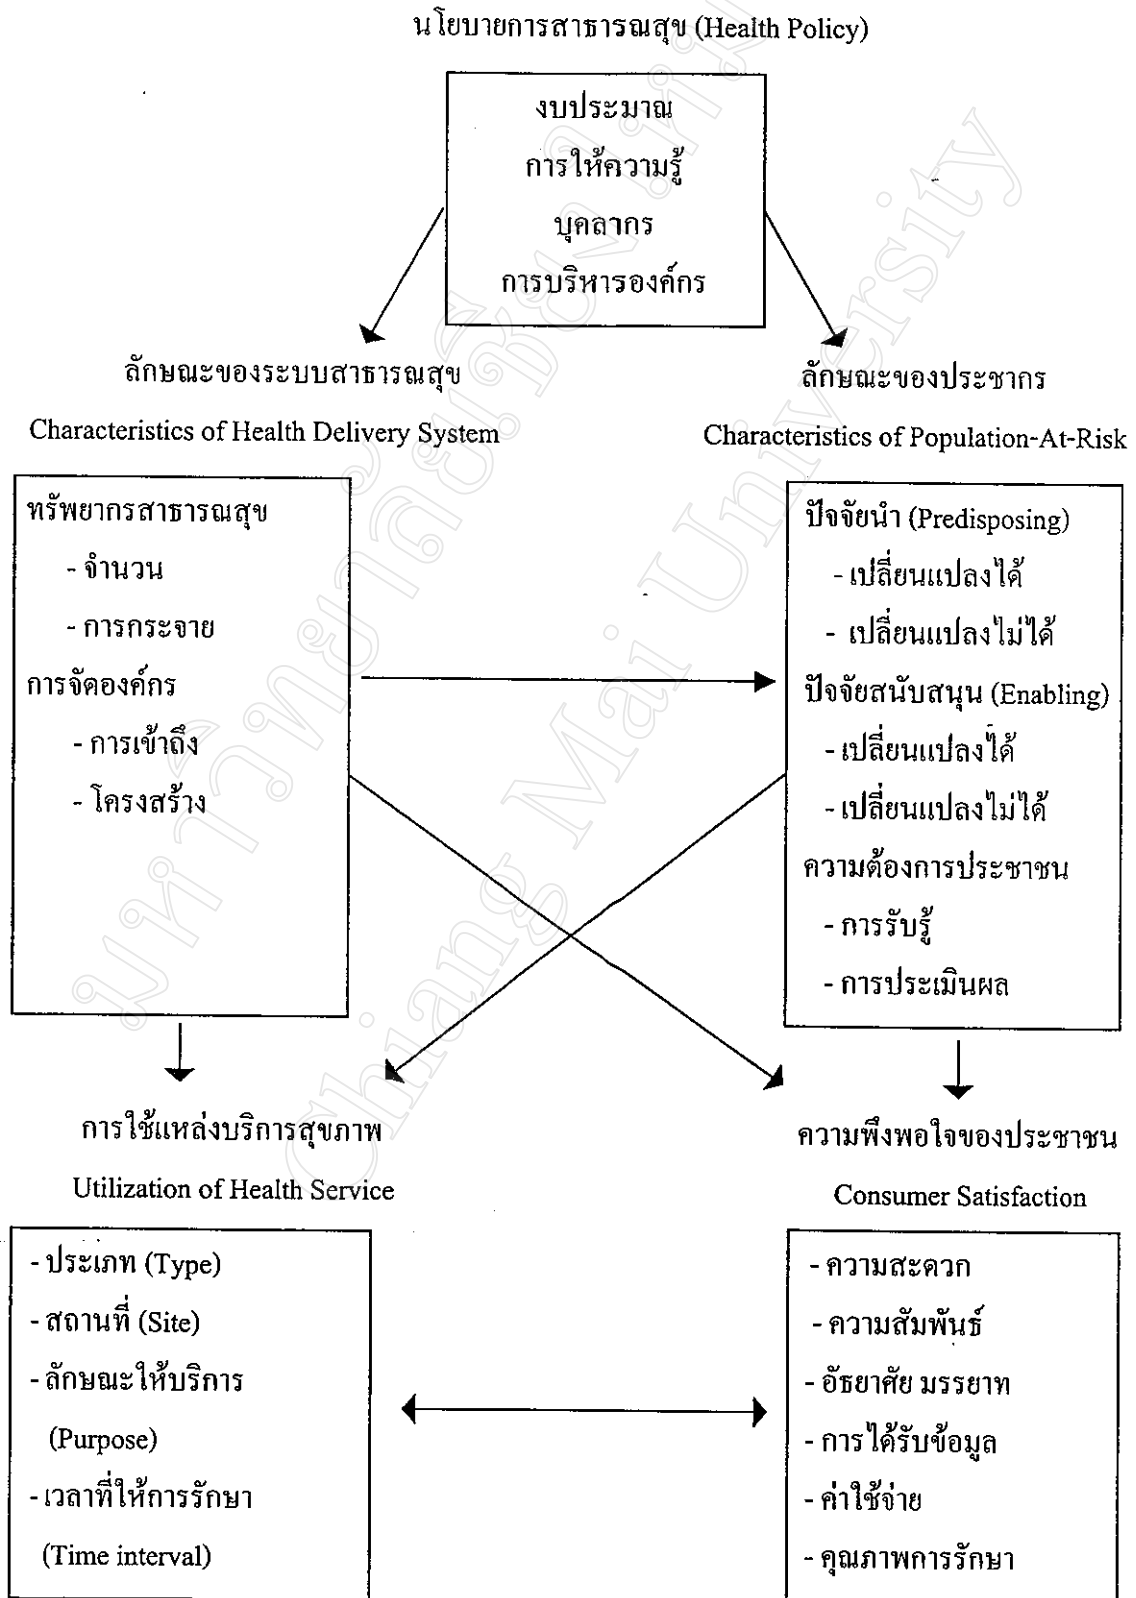 นโยบายการสาธารณสุข (Health Policy)
งบประมาณ
การให้ความรู้
บุคลากร
การบริหารองค์กร
ลักษณะของระบบสาธารณสุข
Characteristics of Health Delivery System
ลักษณะของประชากร
Characteristics of Population-At-Risk
ทรัพยากรสาธารณสุข
- จำนวน
- การกระจาย
การจัดองค์กร
- การเข้าถึง
- โครงสร้าง
ปัจจัยนำ (Predisposing)
- เปลี่ยนแปลงได้
- เปลี่ยนแปลงไม่ได้
ปัจจัยสนับสนุน (Enabling)
- เปลี่ยนแปลงได้
- เปลี่ยนแปลงไม่ได้
ความต้องการประชาชน
- การรับรู้
- การประเมินผล
การใช้แหล่งบริการสุขภาพ
Utilization of Health Service
ความพึงพอใจของประชาชน
Consumer Satisfaction
- ประเภท (Type)
- สถานที่ (Site)
- ลักษณะให้บริการ
(Purpose)
- เวลาที่ให้การรักษา
(Time interval)
- ความสะดวก
- ความสัมพันธ์
- อัธยาศัย มรรยาท
- การได้รับข้อมูล
- ค่าใช้จ่าย
- คุณภาพการรักษา
มหาวิทยาลัยเชียงใหม่
Chiang Mai University